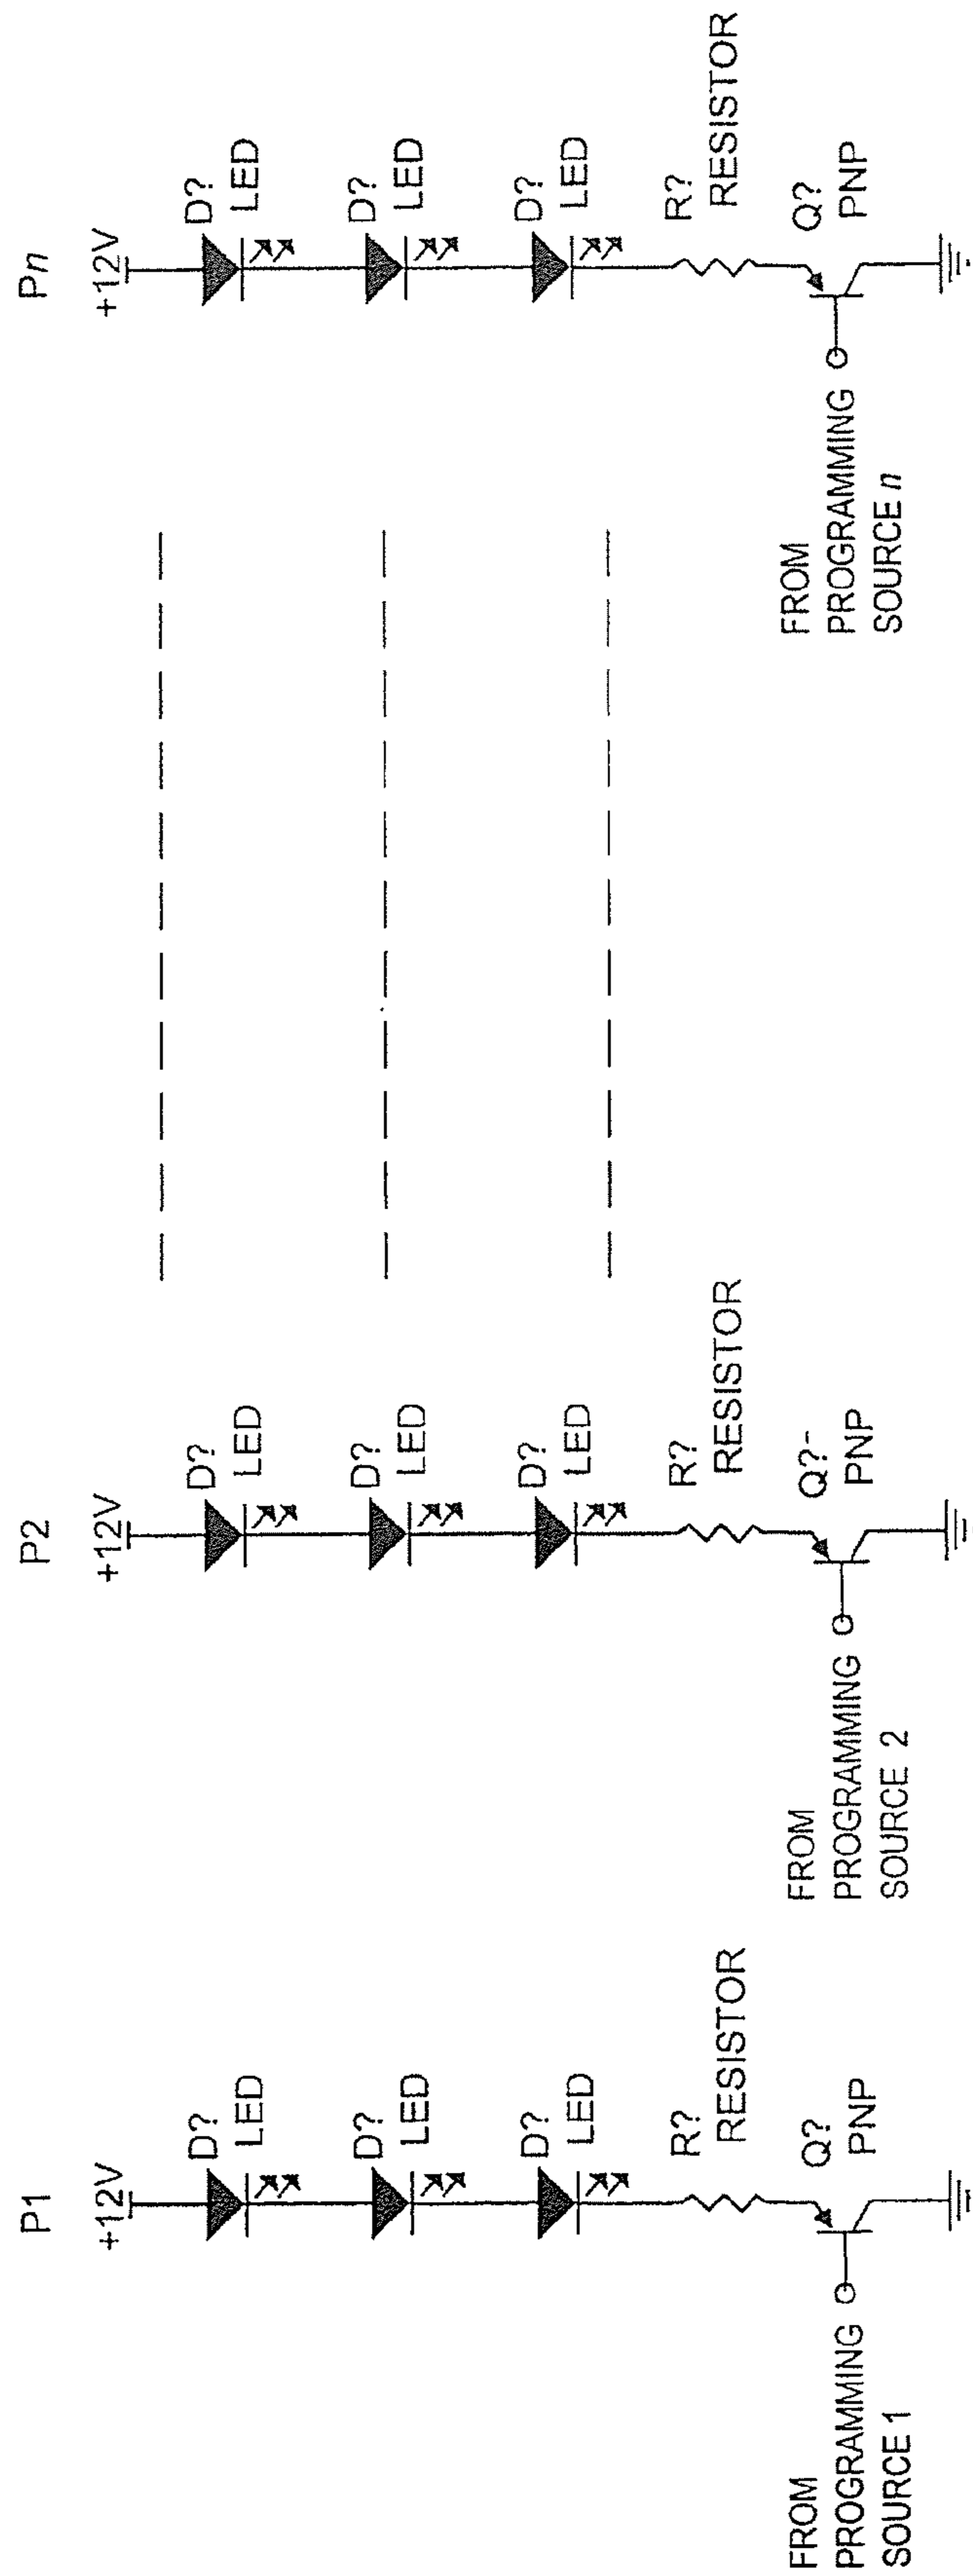 P1
+12V
D?
LED
D?
LED
D?
LED
R?
RESISTOR
Q?
PNP
FROM
PROGRAMMING
SOURCE 1
P2
+12V
D?
LED
D?
LED
D?
LED
R?
RESISTOR
Q?-
PNP
FROM
PROGRAMMING
SOURCE 2
Pn
+12V
D?
LED
D?
LED
D?
LED
R?
RESISTOR
Q?
PNP
FROM
PROGRAMMING
SOURCE n